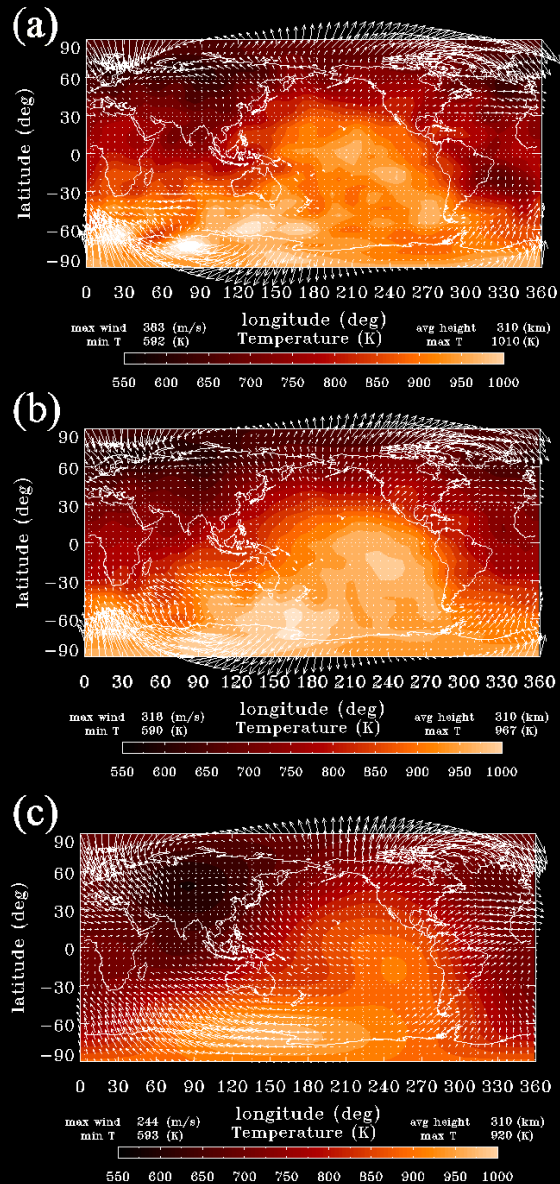 (a)
90
60
30
0
−30
−60
−90
latitude (deg)
0 30 60 90 120 150 180 210 240 270 300 330 360
longitude (deg)
max wind 383 (m/s) avg height 310 (km)
min T 592 (K) Temperature (K) max T 1010 (K)
550 600 650 700 750 800 850 900 950 1000
(b)
90
60
30
0
−30
−60
−90
latitude (deg)
0 30 60 90 120 150 180 210 240 270 300 330 360
longitude (deg)
max wind 318 (m/s) avg height 310 (km)
min T 590 (K) Temperature (K) max T 967 (K)
550 600 650 700 750 800 850 900 950 1000
(c)
90
60
30
0
−30
−60
−90
latitude (deg)
0 30 60 90 120 150 180 210 240 270 300 330 360
longitude (deg)
max wind 244 (m/s) avg height 310 (km)
min T 593 (K) Temperature (K) max T 920 (K)
550 600 650 700 750 800 850 900 950 1000